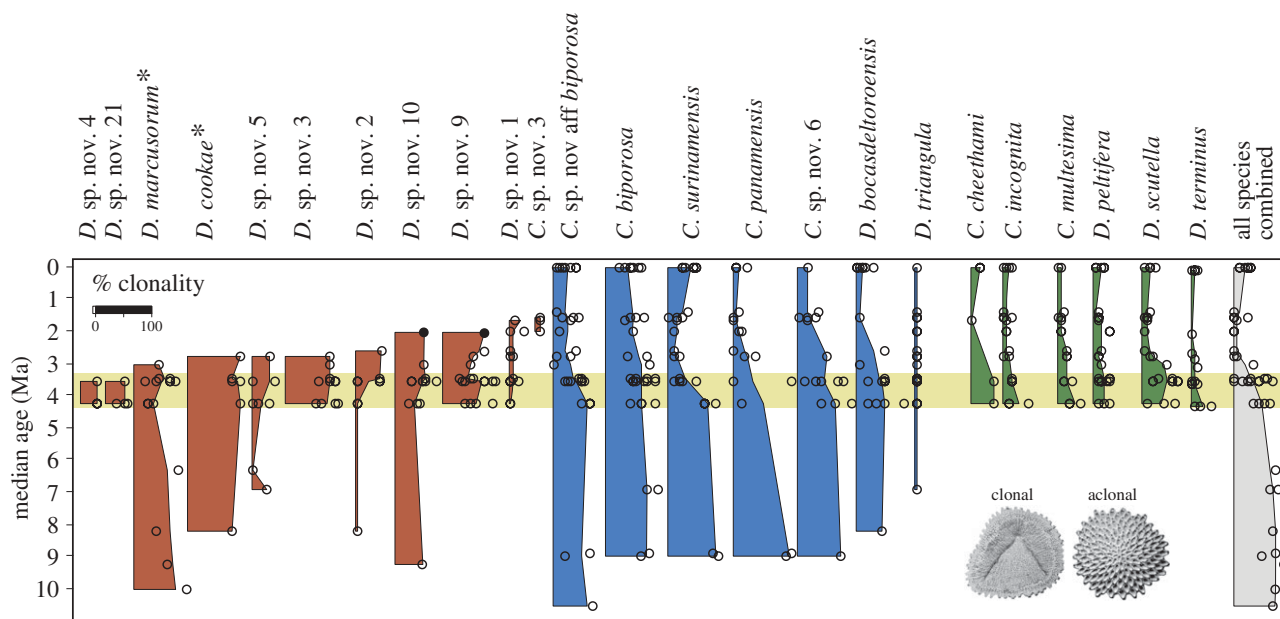 D. sp. nov. 4
D. sp. nov. 21
D. marcusorum*
D. cookae*
D. sp. nov. 5
D. sp. nov. 3
D. sp. nov. 2
D. sp. nov. 10
D. sp. nov. 9
D. sp. nov. 1
C. sp. nov. 3
C. sp. nov aff biporosa
C. biporosa
C. surinamensis
C. panamensis
C. sp. nov. 6
D. bocasdeltoroensis
D. triangula
C. cheethami
C. incognita
C. multesima
D. peltifera
D. scutella
D. terminus
all species
combined
% clonality
0 100
median age (Ma)
0
1
2
3
4
5
6
7
8
9
10
clonal
aclonal